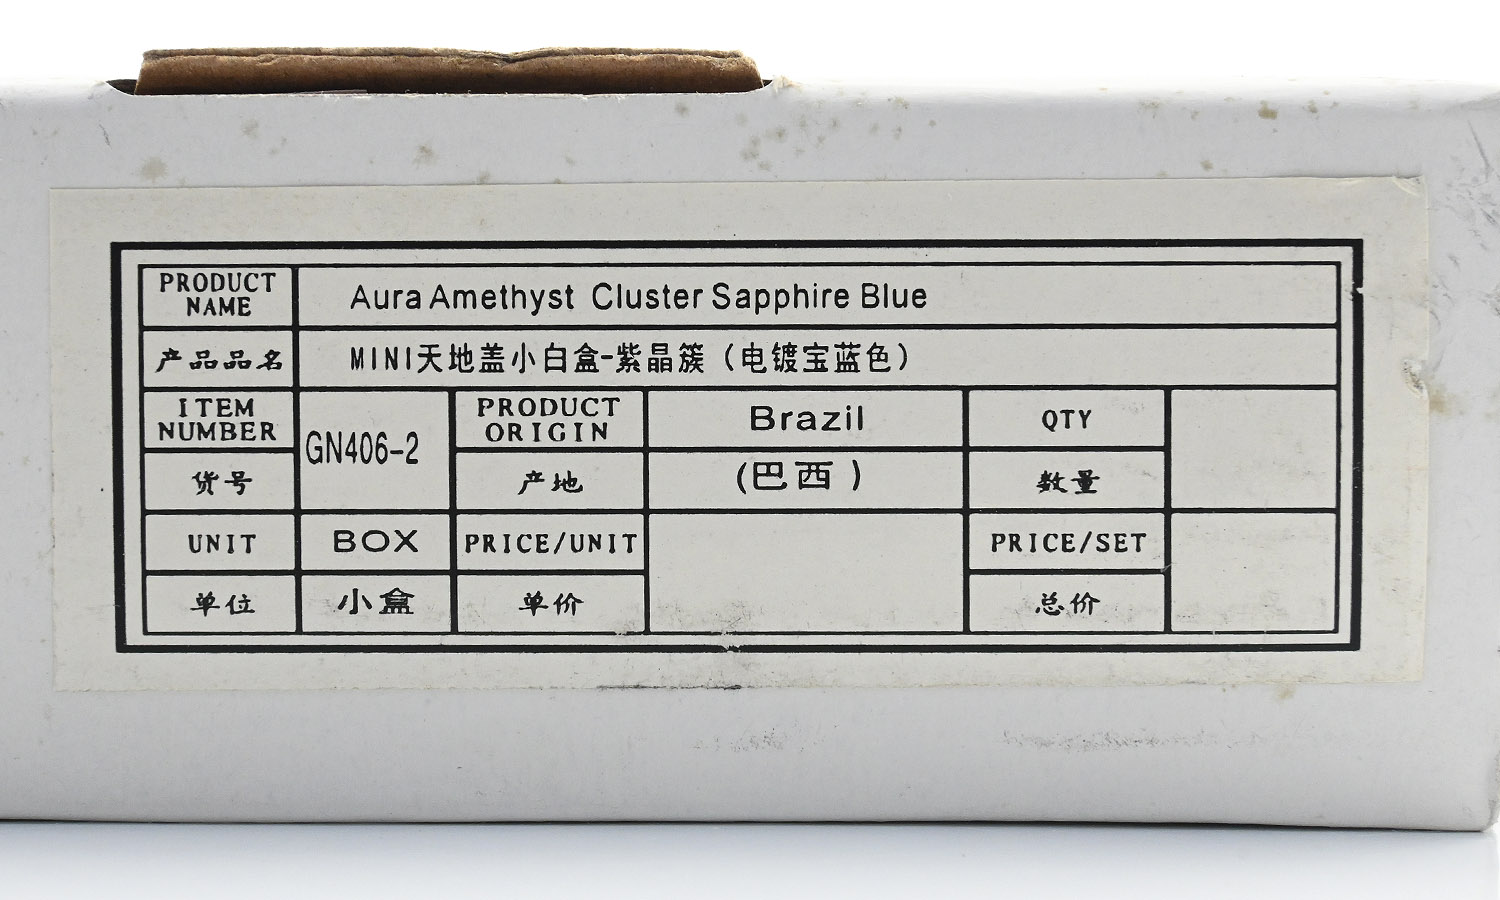 PRODUCT NAME
Aura Amethyst Cluster Sapphire Blue
产品品名
MINI天地盖小白盒-紫晶簇（电镀宝蓝色）
ITEM NUMBER
GN406-2
PRODUCT ORIGIN
Brazil
QTY
货号
产地
(巴西)
数量
UNIT
BOX
PRICE/UNIT
PRICE/SET
单位
小盒
单价
总价